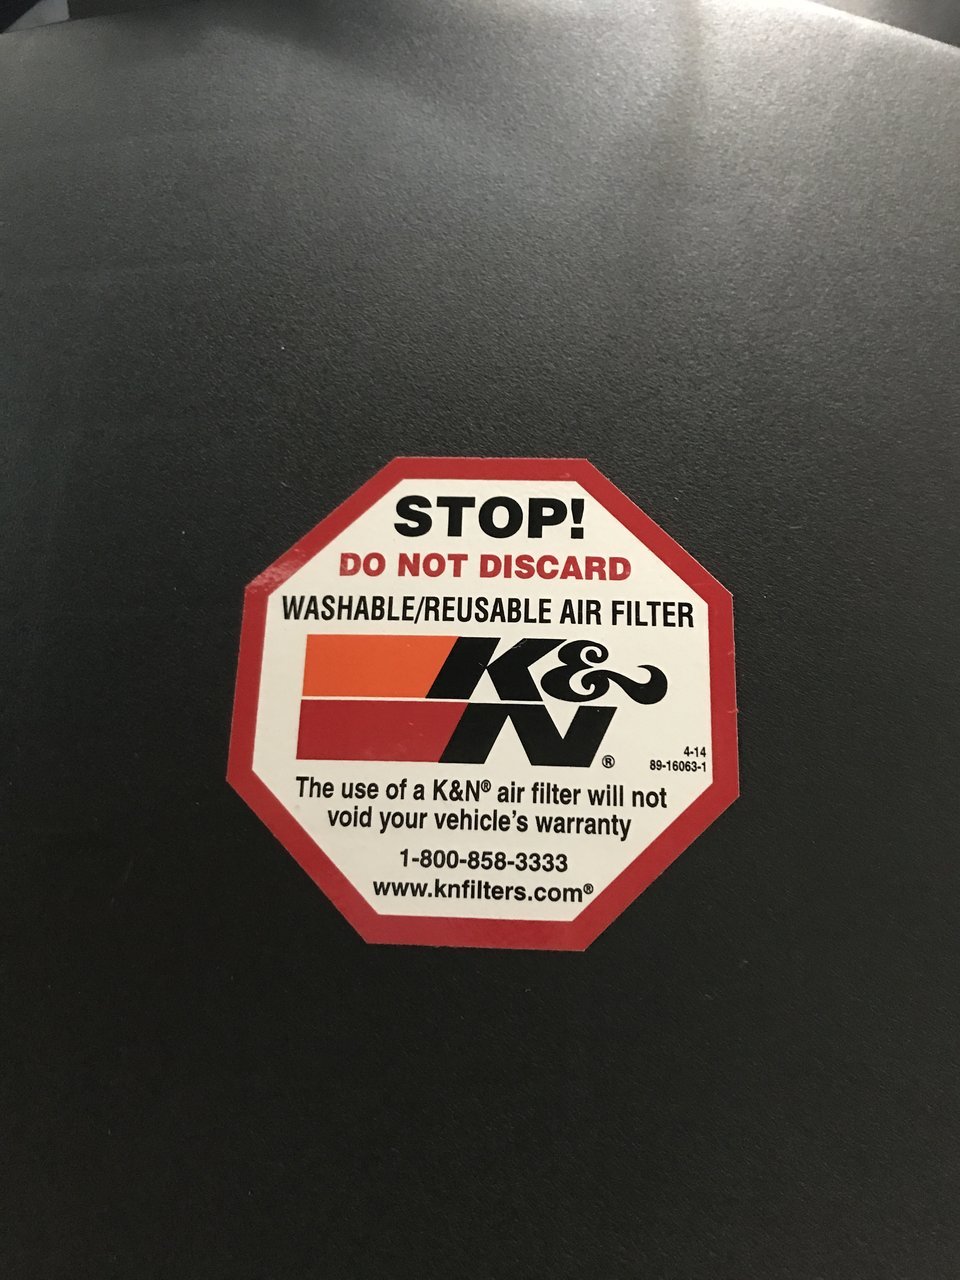 STOP!
DO NOT DISCARD
WASHABLE/REUSABLE AIR FILTER
K&
N®
4-14
89-16063-1
The use of a K&N® air filter will not
void your vehicle's warranty
1-800-858-3333
www.knfilters.com®